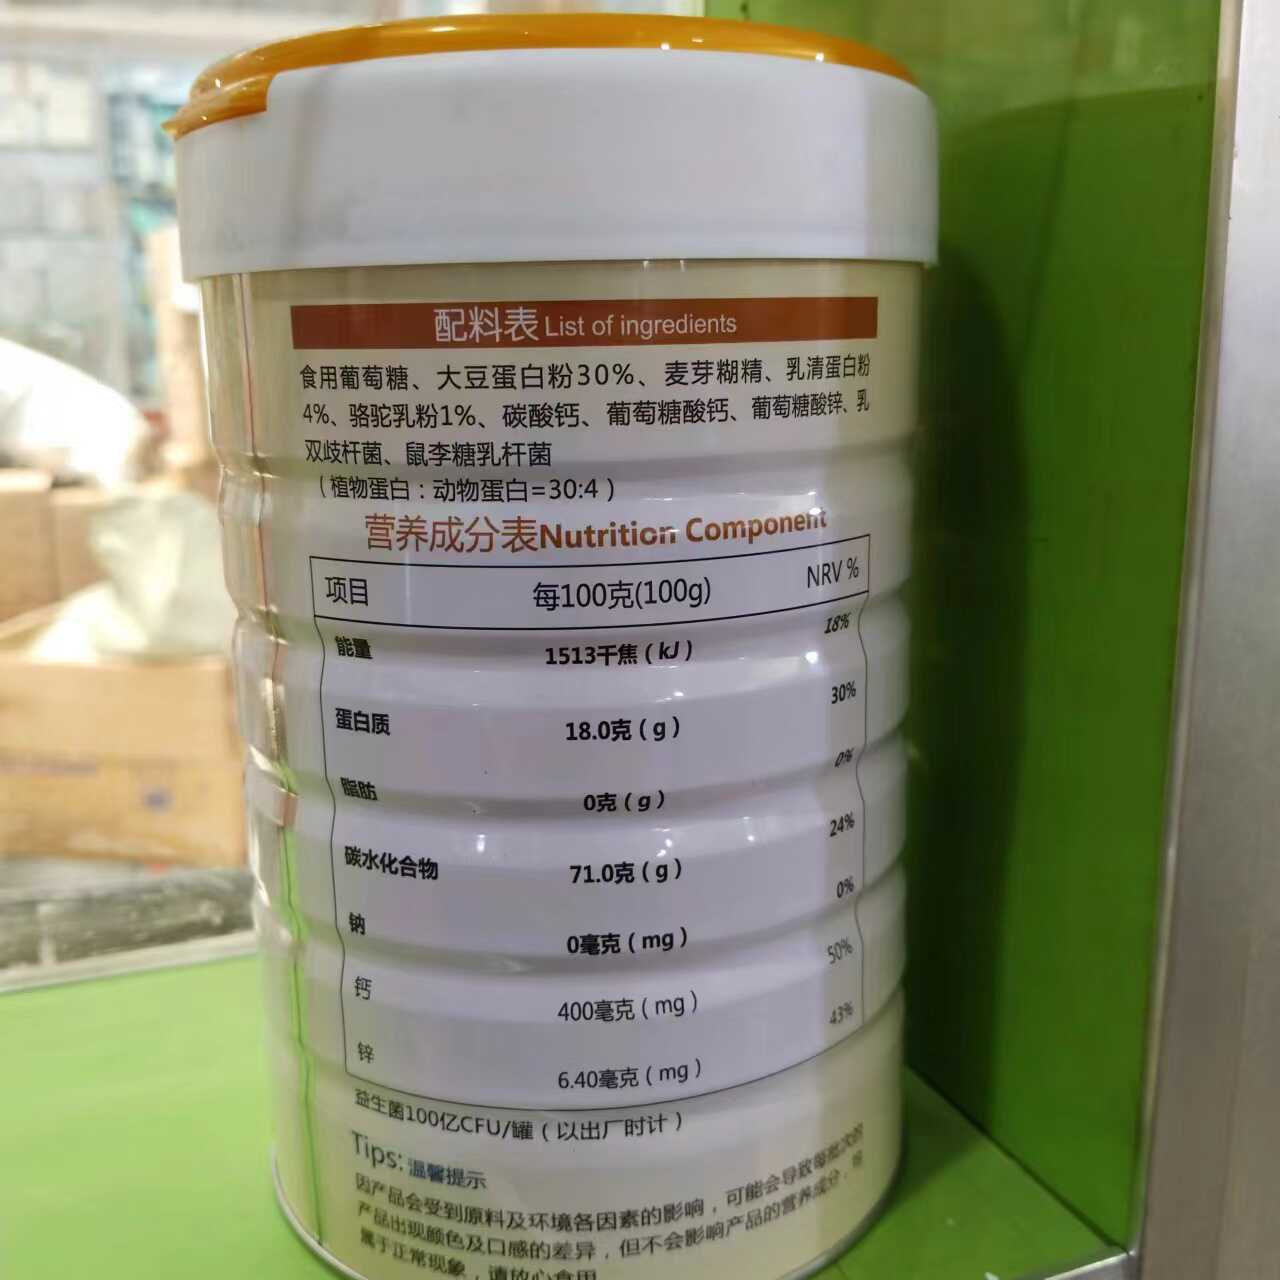 配料表 List of ingredients
食用葡萄糖、大豆蛋白粉30%、麦芽糊精、乳清蛋白粉
4%、骆驼乳粉1%、碳酸钙、葡萄糖酸钙、葡萄糖酸锌、乳
双歧杆菌、鼠李糖乳杆菌
（植物蛋白：动物蛋白=30:4）
营养成分表Nutrition Component
项目 每100克(100g) NRV %
能量 1513千焦（kJ） 18%
蛋白质 18.0克（g） 30%
脂肪 0克（g） 0%
碳水化合物 71.0克（g） 24%
钠 0毫克（mg） 0%
钙 400毫克（mg） 50%
锌 6.40毫克（mg） 43%
益生菌100亿CFU/罐（以出厂时计）
Tips: 温馨提示
因产品会受到原料及环境各因素的影响，可能会导致每批次的
产品出现颜色及口感的差异，但不会影响产品的营养成分，
属于正常现象，请放心食用